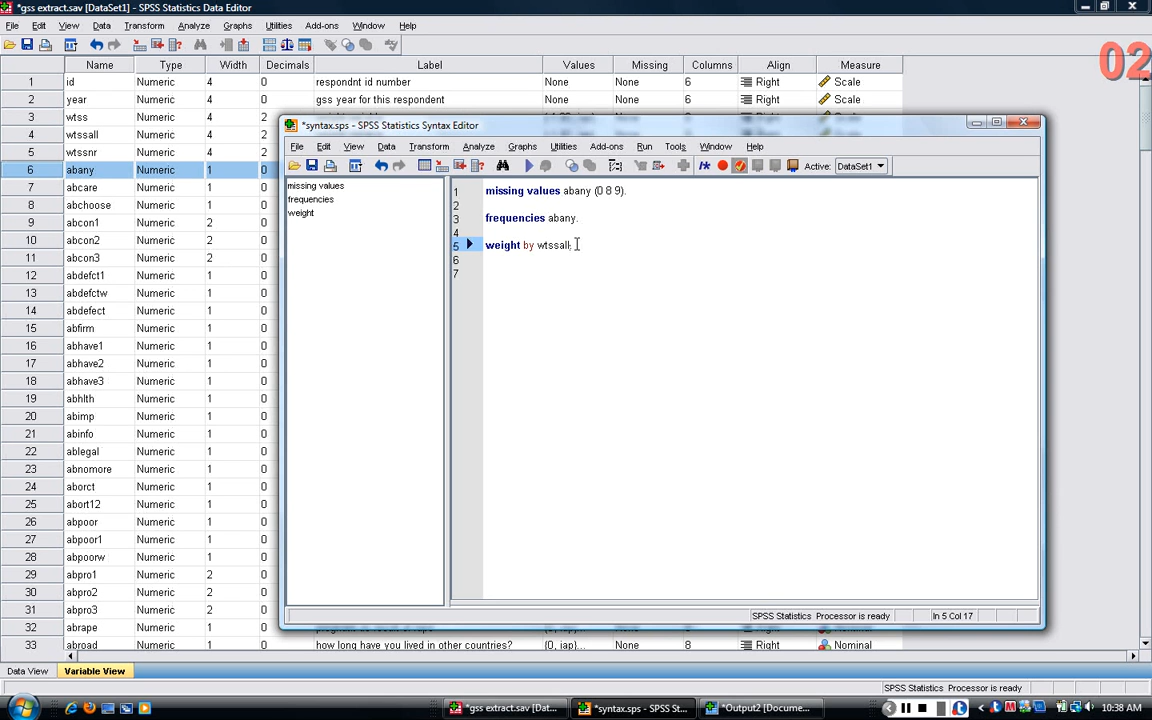 *gss extract.sav [DataSet1] - SPSS Statistics Data Editor
File Edit View Data Transform Analyze Graphs Utilities Add-ons Window Help
02
Name Type Width Decimals Label Values Missing Columns Align Measure
1 id Numeric 4 0 respondnt id number None None 6 Right Scale
2 year Numeric 4 0 gss year for this respondent None None 6 Right Scale
3 wtss Numeric 4 2
4 wtssall Numeric 4 2
5 wtssnr Numeric 4 2
6 abany Numeric 1 0
7 abcare Numeric 1 0
8 abchoose Numeric 1 0
9 abcon1 Numeric 2 0
10 abcon2 Numeric 2 0
11 abcon3 Numeric 2 0
12 abdefct1 Numeric 1 0
13 abdefctw Numeric 1 0
14 abdefect Numeric 1 0
15 abfirm Numeric 1 0
16 abhave1 Numeric 1 0
17 abhave2 Numeric 1 0
18 abhave3 Numeric 1 0
19 abhlth Numeric 1 0
20 abimp Numeric 1 0
21 abinfo Numeric 1 0
22 ablegal Numeric 1 0
23 abnomore Numeric 1 0
24 aborct Numeric 1 0
25 abort12 Numeric 1 0
26 abpoor Numeric 1 0
27 abpoor1 Numeric 1 0
28 abpoorw Numeric 1 0
29 abpro1 Numeric 2 0
30 abpro2 Numeric 2 0
31 abpro3 Numeric 2 0
32 abrape Numeric 1 0 Nominal
33 abroad Numeric 1 0 how long have you lived in other countries? {0, iap}... None 8 Right Nominal
*syntax.sps - SPSS Statistics Syntax Editor
File Edit View Data Transform Analyze Graphs Utilities Add-ons Run Tools Window Help
Active: DataSet1
missing values
frequencies
weight
1 missing values abany (0 8 9).
2
3 frequencies abany.
4
5 weight by wtssall.
6
7
SPSS Statistics Processor is ready In 5 Col 17
Data View Variable View
SPSS Statistics Processor is ready
*gss extract.sav [Dat... *syntax.sps - SPSS St... *Output2 [Docume... 10:38 AM